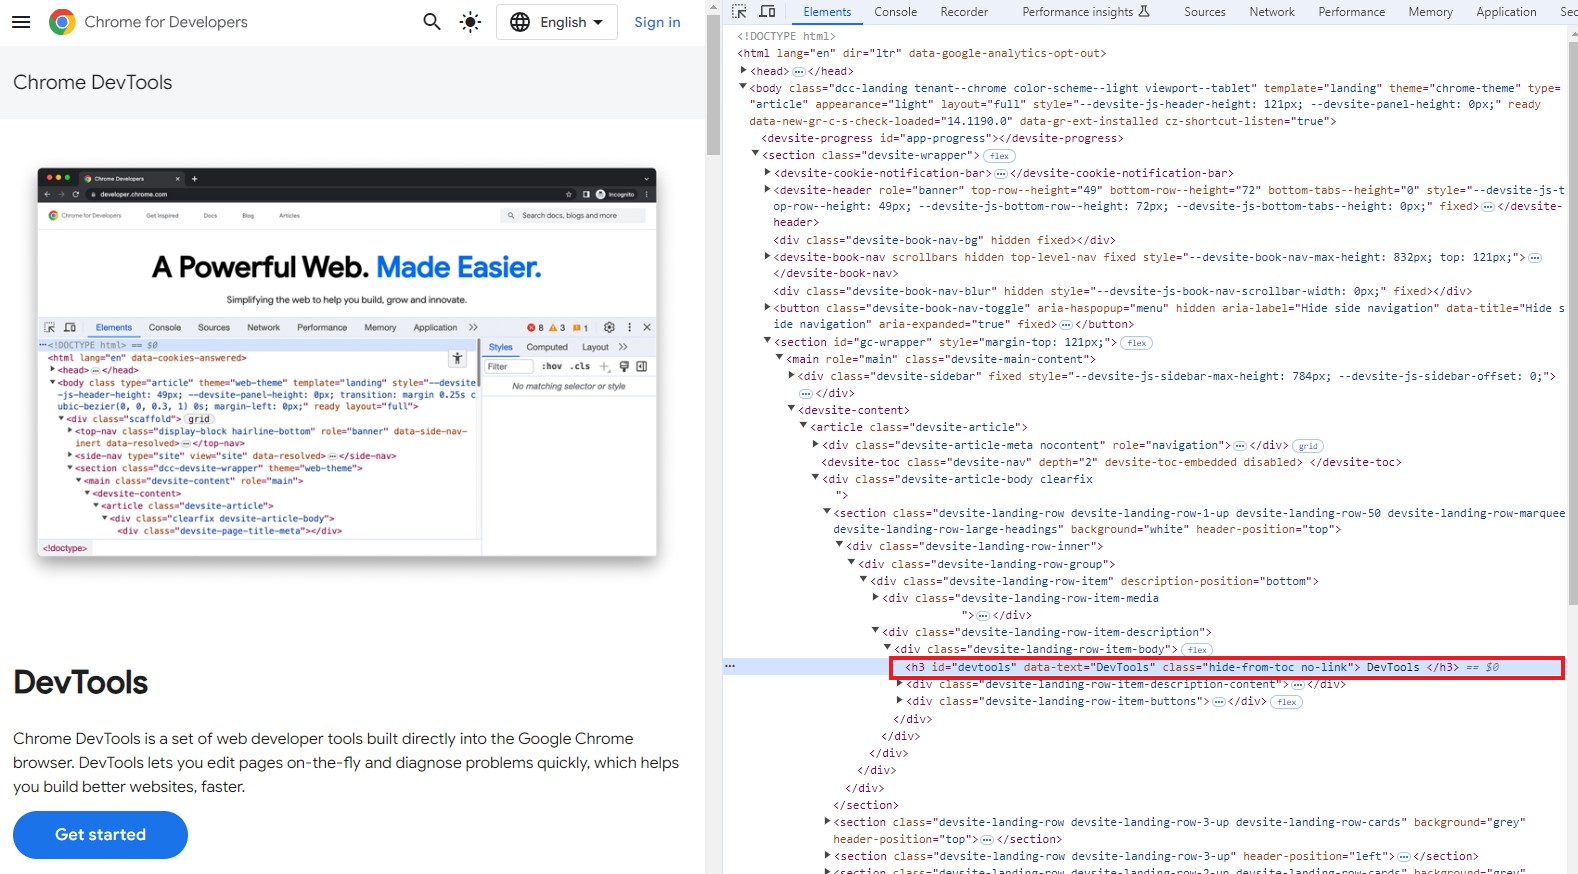 Chrome for Developers
English
Sign in
Chrome DevTools
Chrome Developers
developer.chrome.com
Incognito
Chrome for Developers
Get Inspired
Docs
Blog
Articles
Search docs, blogs and more
A Powerful Web. Made Easier.
Simplifying the web to help you build, grow and innovate.
Elements
Console
Sources
Network
Performance
Memory
Application
8
3
1
<!DOCTYPE html> == $0
<html lang="en" data-cookies-answered>
<head>
</head>
<body class type="article" theme="web-theme" template="landing" style="--devsite
-js-header-height: 49px; --devsite-panel-height: 0px; transition: margin 0.25s c
ubic-bezier(0, 0, 0.3, 1) 0s; margin-left: 0px;" ready layout="full">
<div class="scaffold"> grid
<top-nav class="display-block hairline-bottom" role="banner" data-side-nav-
inert data-resolved> </top-nav>
<side-nav type="site" view="site" data-resolved> </side-nav>
<section class="dcc-devsite-wrapper" theme="web-theme">
<main class="devsite-content" role="main">
<devsite-content>
<article class="devsite-article">
<div class="clearfix devsite-article-body">
<div class="devsite-page-title-meta"></div>
<!doctype>
Styles
Computed
Layout
Filter
:hov
.cls
No matching selector or style
DevTools
Chrome DevTools is a set of web developer tools built directly into the Google Chrome
browser. DevTools lets you edit pages on-the-fly and diagnose problems quickly, which helps
you build better websites, faster.
Get started
Elements
Console
Recorder
Performance insights
Sources
Network
Performance
Memory
Application
Sec
<!DOCTYPE html>
<html lang="en" dir="ltr" data-google-analytics-opt-out>
<head> </head>
<body class="dcc-landing tenant--chrome color-scheme--light viewport--tablet" template="landing" theme="chrome-theme" type=
"article" appearance="light" layout="full" style="--devsite-js-header-height: 121px; --devsite-panel-height: 0px;" ready
data-new-gr-c-s-check-loaded="14.1190.0" data-gr-ext-installed cz-shortcut-listen="true">
<devsite-progress id="app-progress"></devsite-progress>
<section class="devsite-wrapper"> flex
<devsite-cookie-notification-bar> </devsite-cookie-notification-bar>
<devsite-header role="banner" top-row--height="49" bottom-row--height="72" bottom-tabs--height="0" style="--devsite-js-t
op-row--height: 49px; --devsite-js-bottom-row--height: 72px; --devsite-js-bottom-tabs--height: 0px;" fixed> </devsite-
header>
<div class="devsite-book-nav-bg" hidden fixed></div>
<devsite-book-nav scrollbars hidden top-level-nav fixed style="--devsite-book-nav-max-height: 832px; top: 121px;">
</devsite-book-nav>
<div class="devsite-book-nav-blur" hidden style="--devsite-js-book-nav-scrollbar-width: 0px;" fixed></div>
<button class="devsite-book-nav-toggle" aria-haspopup="menu" hidden aria-label="Hide side navigation" data-title="Hide s
ide navigation" aria-expanded="true" fixed> </button>
<section id="gc-wrapper" style="margin-top: 121px;"> flex
<main role="main" class="devsite-main-content">
<div class="devsite-sidebar" fixed style="--devsite-js-sidebar-max-height: 784px; --devsite-js-sidebar-offset: 0;">
</div>
<devsite-content>
<article class="devsite-article">
<div class="devsite-article-meta nocontent" role="navigation"> </div> grid
<devsite-toc class="devsite-nav" depth="2" devsite-toc-embedded disabled> </devsite-toc>
<div class="devsite-article-body clearfix
">
<section class="devsite-landing-row devsite-landing-row-1-up devsite-landing-row-50 devsite-landing-row-marquee
devsite-landing-row-large-headings" background="white" header-position="top">
<div class="devsite-landing-row-inner">
<div class="devsite-landing-row-group">
<div class="devsite-landing-row-item" description-position="bottom">
<div class="devsite-landing-row-item-media
"> </div>
<div class="devsite-landing-row-item-description">
<div class="devsite-landing-row-item-body"> flex
<h3 id="devtools" data-text="DevTools" class="hide-from-toc no-link"> DevTools </h3> == $0
<div class="devsite-landing-row-item-description-content"> </div>
<div class="devsite-landing-row-item-buttons"> </div> flex
</div>
</div>
</div>
</div>
</div>
</section>
<section class="devsite-landing-row devsite-landing-row-3-up devsite-landing-row-cards" background="grey"
header-position="top"> </section>
<section class="devsite-landing-row devsite-landing-row-3-up" header-position="left"> </section>
<section class="devsite-landing-row devsite-landing-row-2-up devsite-landing-row-cards" background="grey"